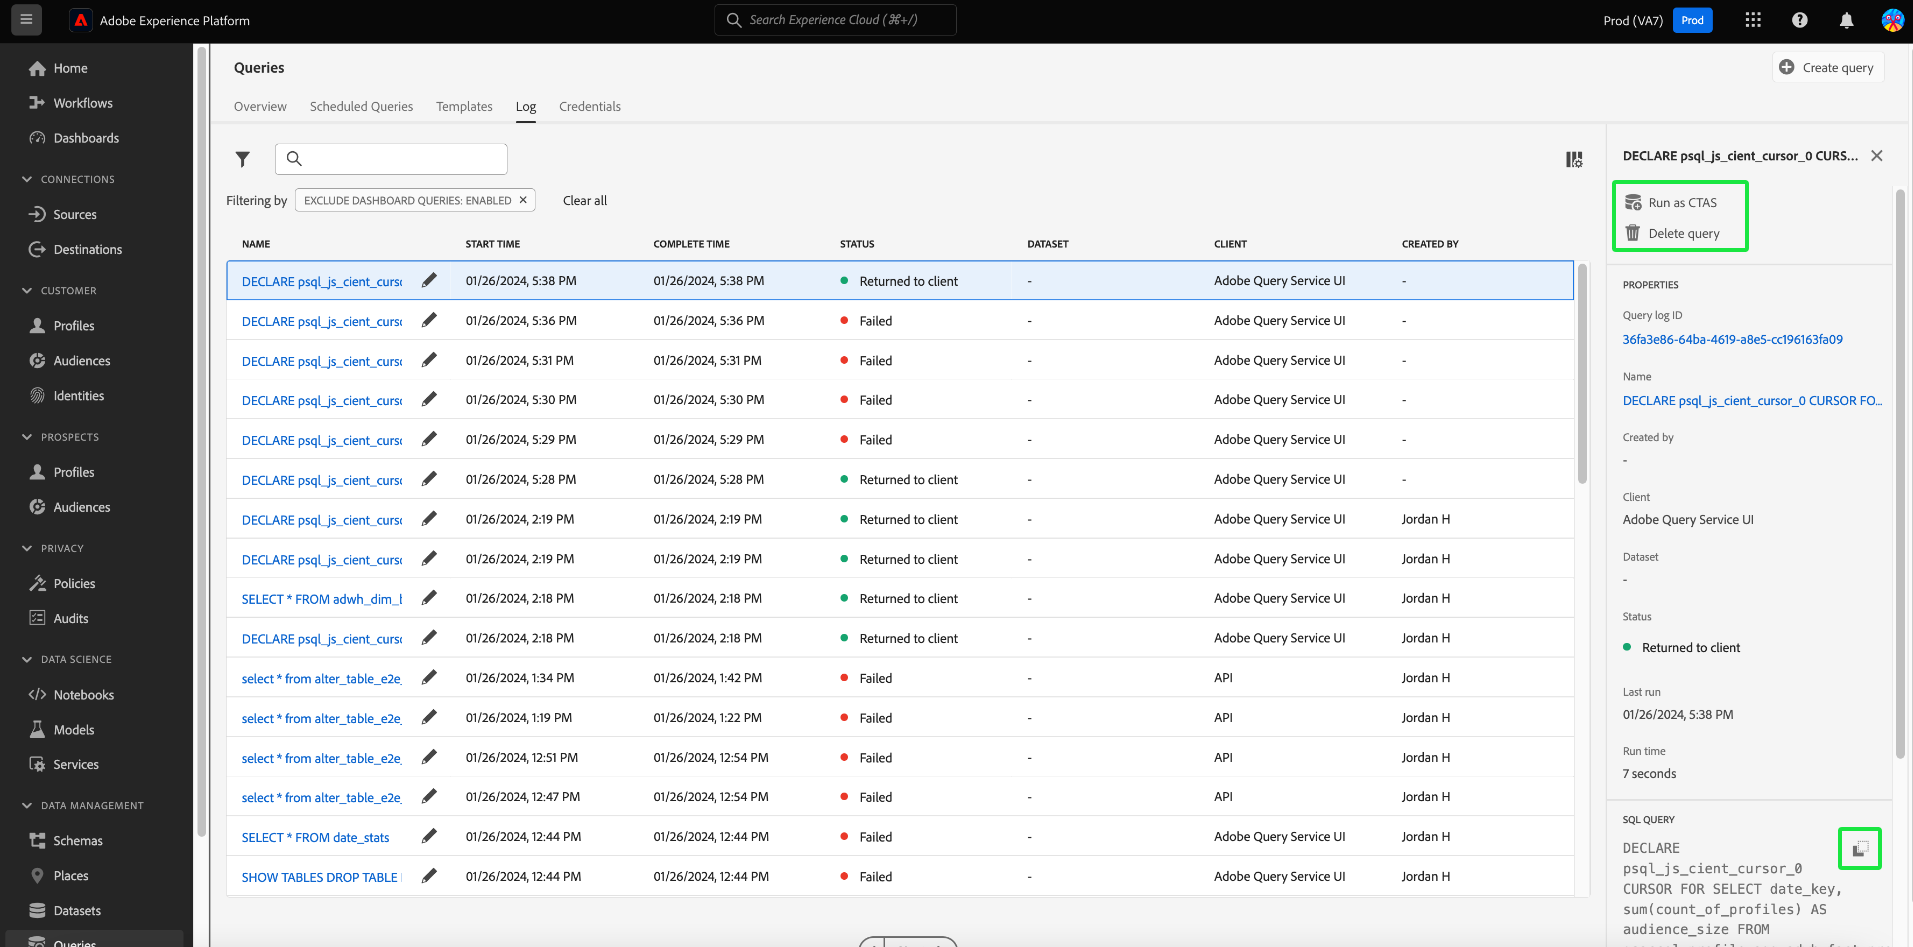 Adobe Experience Platform
Search Experience Cloud (⌘+/)
Prod (VA7)
Prod
Home
Workflows
Dashboards
CONNECTIONS
Sources
Destinations
CUSTOMER
Profiles
Audiences
Identities
PROSPECTS
Profiles
Audiences
PRIVACY
Policies
Audits
DATA SCIENCE
Notebooks
Models
Services
DATA MANAGEMENT
Schemas
Places
Datasets
Queries
Queries
Create query
Overview Scheduled Queries Templates Log Credentials
Filtering by EXCLUDE DASHBOARD QUERIES: ENABLED Clear all
NAME START TIME COMPLETE TIME STATUS DATASET CLIENT CREATED BY
DECLARE psql_js_cient_curs 01/26/2024, 5:38 PM 01/26/2024, 5:38 PM Returned to client - Adobe Query Service UI -
DECLARE psql_js_cient_curs 01/26/2024, 5:36 PM 01/26/2024, 5:36 PM Failed - Adobe Query Service UI -
DECLARE psql_js_cient_curs 01/26/2024, 5:31 PM 01/26/2024, 5:31 PM Failed - Adobe Query Service UI -
DECLARE psql_js_cient_curs 01/26/2024, 5:30 PM 01/26/2024, 5:30 PM Failed - Adobe Query Service UI -
DECLARE psql_js_cient_curs 01/26/2024, 5:29 PM 01/26/2024, 5:29 PM Failed - Adobe Query Service UI -
DECLARE psql_js_cient_curs 01/26/2024, 5:28 PM 01/26/2024, 5:28 PM Returned to client - Adobe Query Service UI -
DECLARE psql_js_cient_curs 01/26/2024, 2:19 PM 01/26/2024, 2:19 PM Returned to client - Adobe Query Service UI Jordan H
DECLARE psql_js_cient_curs 01/26/2024, 2:19 PM 01/26/2024, 2:19 PM Returned to client - Adobe Query Service UI Jordan H
SELECT * FROM adwh_dim_ 01/26/2024, 2:18 PM 01/26/2024, 2:18 PM Returned to client - Adobe Query Service UI Jordan H
DECLARE psql_js_cient_curs 01/26/2024, 2:18 PM 01/26/2024, 2:18 PM Returned to client - Adobe Query Service UI Jordan H
select * from alter_table_e2e_ 01/26/2024, 1:34 PM 01/26/2024, 1:42 PM Failed - API Jordan H
select * from alter_table_e2e_ 01/26/2024, 1:19 PM 01/26/2024, 1:22 PM Failed - API Jordan H
select * from alter_table_e2e_ 01/26/2024, 12:51 PM 01/26/2024, 12:54 PM Failed - API Jordan H
select * from alter_table_e2e_ 01/26/2024, 12:47 PM 01/26/2024, 12:54 PM Failed - API Jordan H
SELECT * FROM date_stats 01/26/2024, 12:44 PM 01/26/2024, 12:44 PM Failed - Adobe Query Service UI Jordan H
SHOW TABLES DROP TABLE 01/26/2024, 12:44 PM 01/26/2024, 12:44 PM Failed - Adobe Query Service UI Jordan H
DECLARE psql_js_cient_cursor_0 CURS...
Run as CTAS
Delete query
PROPERTIES
Query log ID
36fa3e86-64ba-4619-a8e5-cc196163fa09
Name
DECLARE psql_js_cient_cursor_0 CURSOR FO...
Created by
-
Client
Adobe Query Service UI
Dataset
-
Status
Returned to client
Last run
01/26/2024, 5:38 PM
Run time
7 seconds
SQL QUERY
DECLARE
psql_js_cient_cursor_0
CURSOR FOR SELECT date_key,
sum(count_of_profiles) AS
audience_size FROM